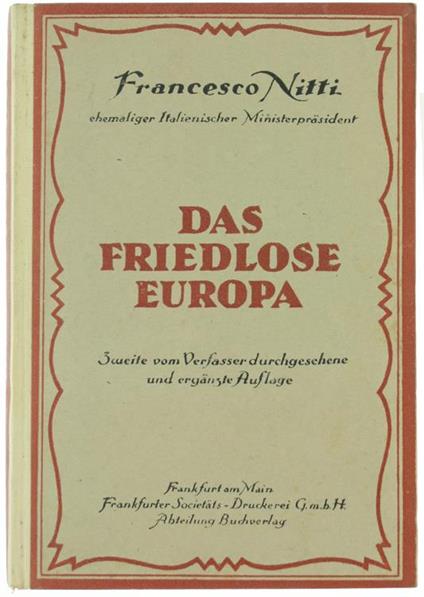 Francesco Nitti
ehemaliger Italienischer Ministerpräsident
DAS
FRIEDLOSE
EUROPA
Zweite vom Verfasser durchgesehene
und ergänzte Auflage
Frankfurt am Main
Frankfurter Societäts-Druckerei G.m.b.H.
Abteilung Buchverlag